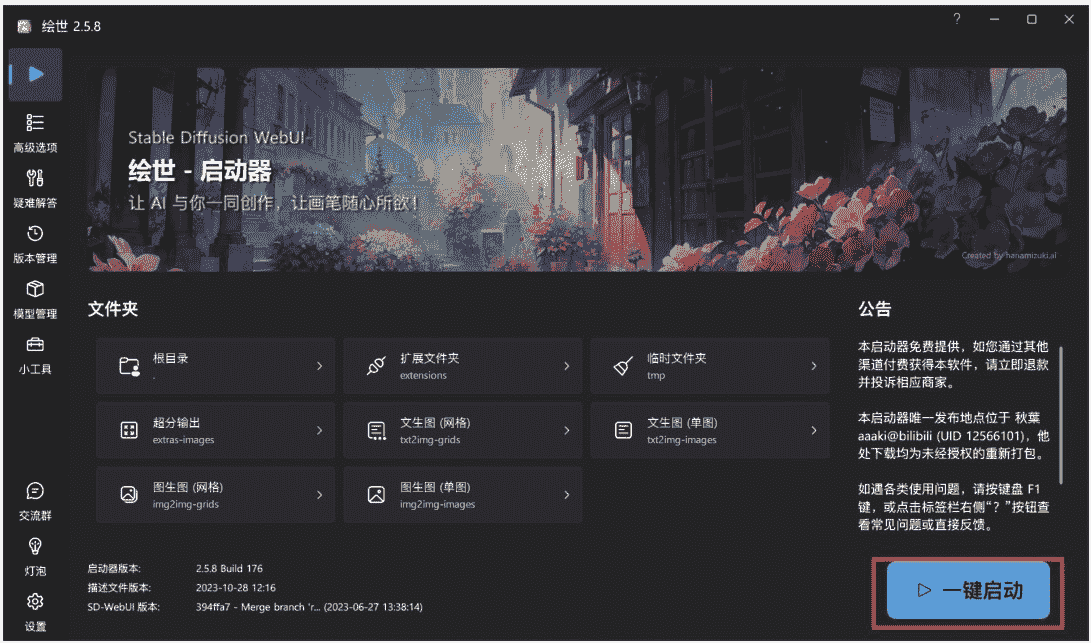 绘世 2.5.8
?
高级选项
疑难解答
版本管理
模型管理
小工具
交流群
灯泡
设置
Stable Diffusion WebUI
绘世 - 启动器
让 AI 与你一同创作，让画笔随心所欲！
Created by hanamizuki.ai
文件夹
根目录
.
扩展文件夹
extensions
临时文件夹
tmp
超分输出
extras-images
文生图 (网格)
txt2img-grids
文生图 (单图)
txt2img-images
图生图 (网格)
img2img-grids
图生图 (单图)
img2img-images
公告
本启动器免费提供，如您通过其他
渠道付费获得本软件，请立即退款
并投诉相应商家。
本启动器唯一发布地点位于 秋葉
aaaki@bilibili (UID 12566101)，他
处下载均为未经授权的重新打包。
如遇各类使用问题，请按键盘 F1
键，或点击标签栏右侧“？”按钮查
看常见问题或直接反馈。
启动器版本: 2.5.8 Build 176
描述文件版本: 2023-10-28 12:16
SD-WebUI 版本: 394ffa7 - Merge branch 'r... (2023-06-27 13:38:14)
一键启动